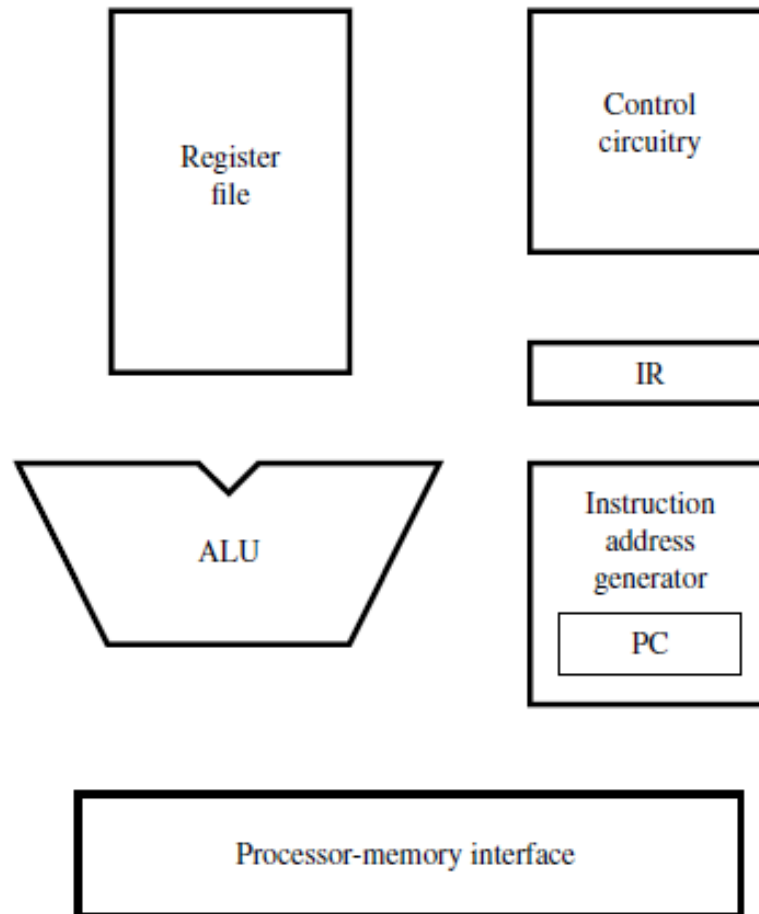 Register
file
Control
circuitry
IR
ALU
Instruction
address
generator
PC
Processor-memory interface